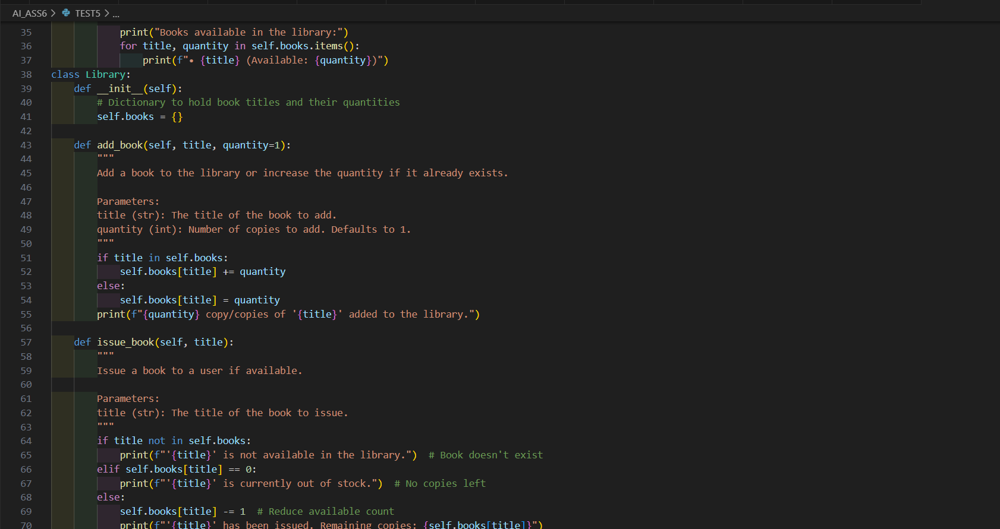 AI_ASS6 > TEST5 > ...
35 print("Books available in the library:")
36 for title, quantity in self.books.items():
37 print(f"• {title} (Available: {quantity})")
38 class Library:
39 def __init__(self):
40 # Dictionary to hold book titles and their quantities
41 self.books = {}
42
43 def add_book(self, title, quantity=1):
44 """
45 Add a book to the library or increase the quantity if it already exists.
46
47 Parameters:
48 title (str): The title of the book to add.
49 quantity (int): Number of copies to add. Defaults to 1.
50 """
51 if title in self.books:
52 self.books[title] += quantity
53 else:
54 self.books[title] = quantity
55 print(f"{quantity} copy/copies of '{title}' added to the library.")
56
57 def issue_book(self, title):
58 """
59 Issue a book to a user if available.
60
61 Parameters:
62 title (str): The title of the book to issue.
63 """
64 if title not in self.books:
65 print(f"'{title}' is not available in the library.")  # Book doesn't exist
66 elif self.books[title] == 0:
67 print(f"'{title}' is currently out of stock.")  # No copies left
68 else:
69 self.books[title] -= 1  # Reduce available count
70 print(f"'{title}' has been issued. Remaining copies: {self.books[title]}")